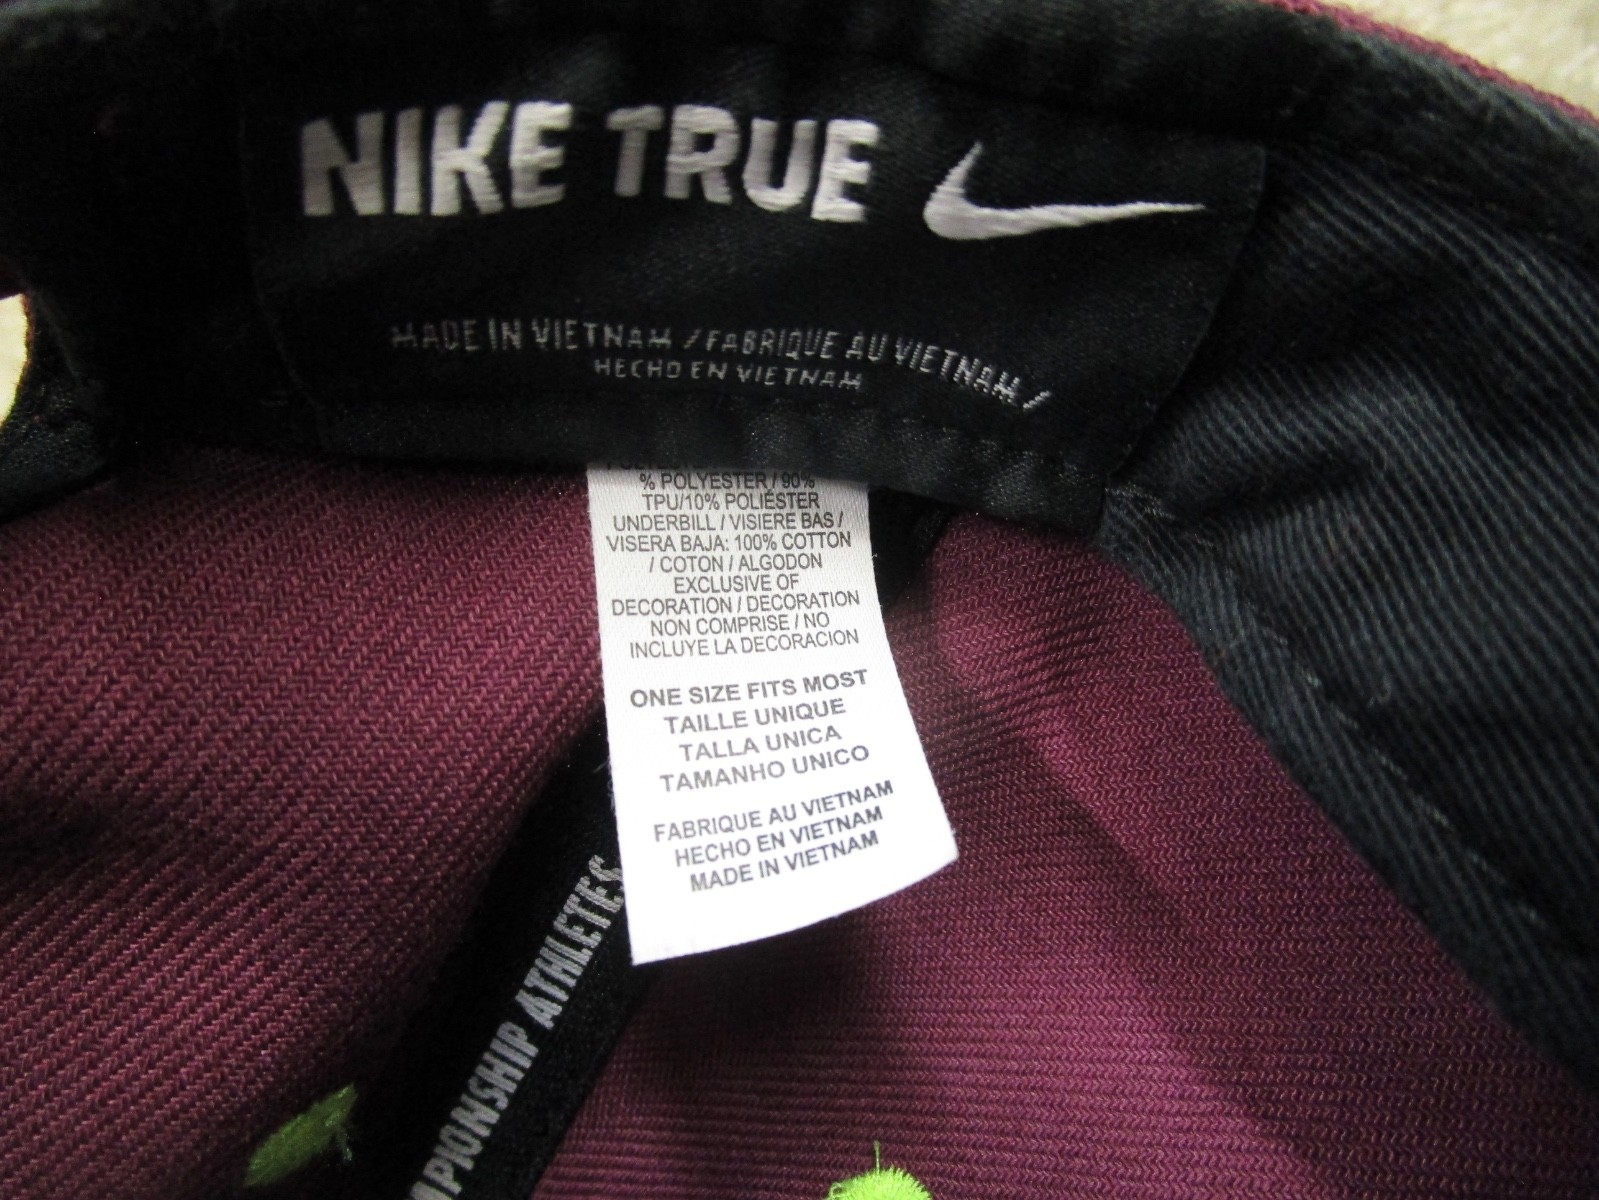 NIKE TRUE
MADE IN VIETNAM / FABRIQUE AU VIETNAM /
HECHO EN VIETNAM
% POLYESTER / 90%
TPU/10% POLIÉSTER
UNDERBILL / VISIERE BAS /
VISERA BAJA: 100% COTTON
/ COTON / ALGODON
EXCLUSIVE OF
DECORATION / DECORATION
NON COMPRISE / NO
INCLUYE LA DECORACION
ONE SIZE FITS MOST
TAILLE UNIQUE
TALLA UNICA
TAMANHO UNICO
FABRIQUE AU VIETNAM
HECHO EN VIETNAM
MADE IN VIETNAM
MPIONSHIP ATHLETES